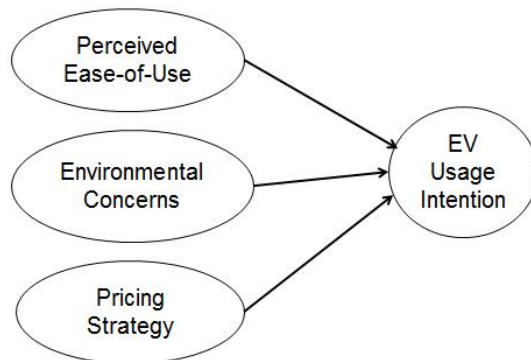 Perceived
Ease-of-Use
Environmental
Concerns
Pricing
Strategy
EV
Usage
Intention